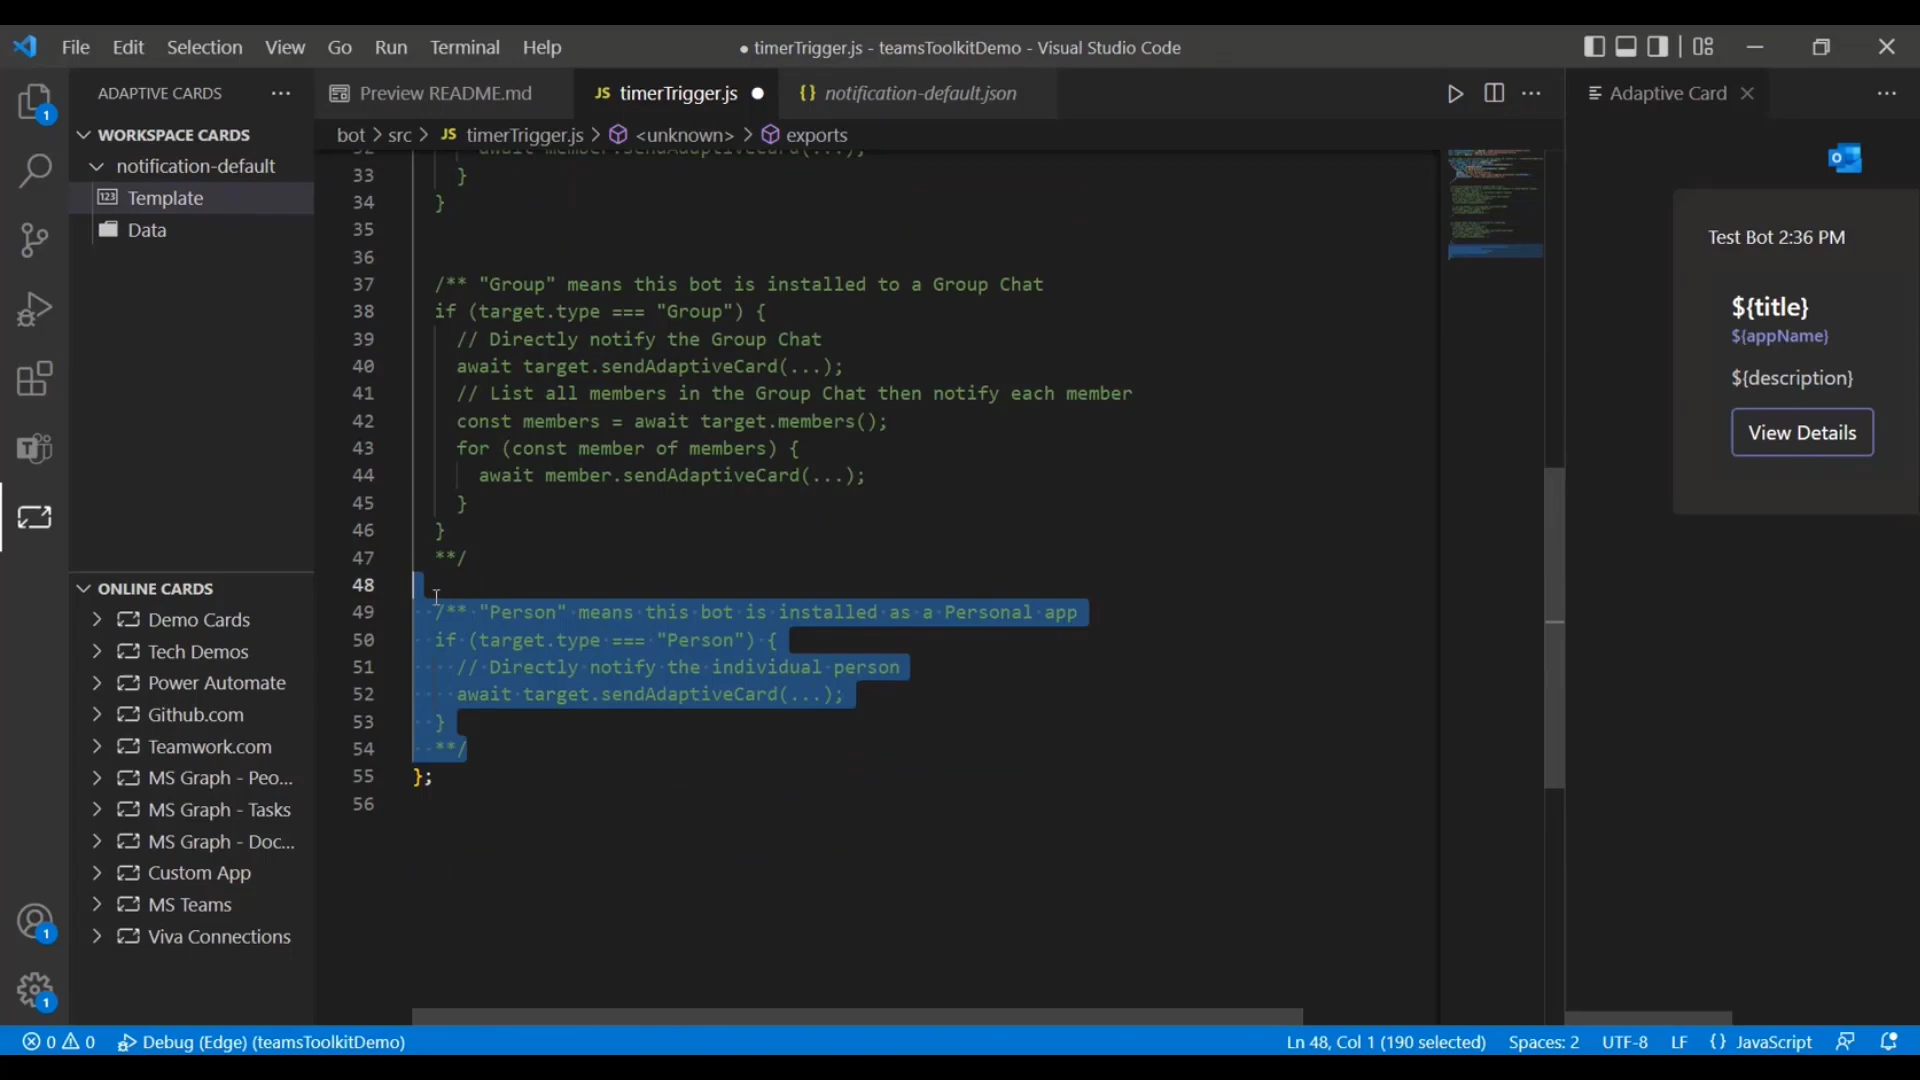 File Edit Selection View Go Run Terminal Help
● timerTrigger.js - teamsToolkitDemo - Visual Studio Code
ADAPTIVE CARDS
Preview README.md
JS timerTrigger.js
{} notification-default.json
Adaptive Card
WORKSPACE CARDS
notification-default
Template
Data
bot > src > JS timerTrigger.js > <unknown> > exports
32 await member.sendAdaptiveCard(...);
33 }
34 }
35
36
37 /** "Group" means this bot is installed to a Group Chat
38 if (target.type === "Group") {
39 // Directly notify the Group Chat
40 await target.sendAdaptiveCard(...);
41 // List all members in the Group Chat then notify each member
42 const members = await target.members();
43 for (const member of members) {
44 await member.sendAdaptiveCard(...);
45 }
46 }
47 **/
48
49 /** "Person" means this bot is installed as a Personal app
50 if (target.type === "Person") {
51 // Directly notify the individual person
52 await target.sendAdaptiveCard(...);
53 }
54 **/
55 };
56
Test Bot 2:36 PM
${title}
${appName}
${description}
View Details
ONLINE CARDS
Demo Cards
Tech Demos
Power Automate
Github.com
Teamwork.com
MS Graph - Peo...
MS Graph - Tasks
MS Graph - Doc...
Custom App
MS Teams
Viva Connections
1
1
1
0 0 Debug (Edge) (teamsToolkitDemo)
Ln 48, Col 1 (190 selected) Spaces: 2 UTF-8 LF {} JavaScript